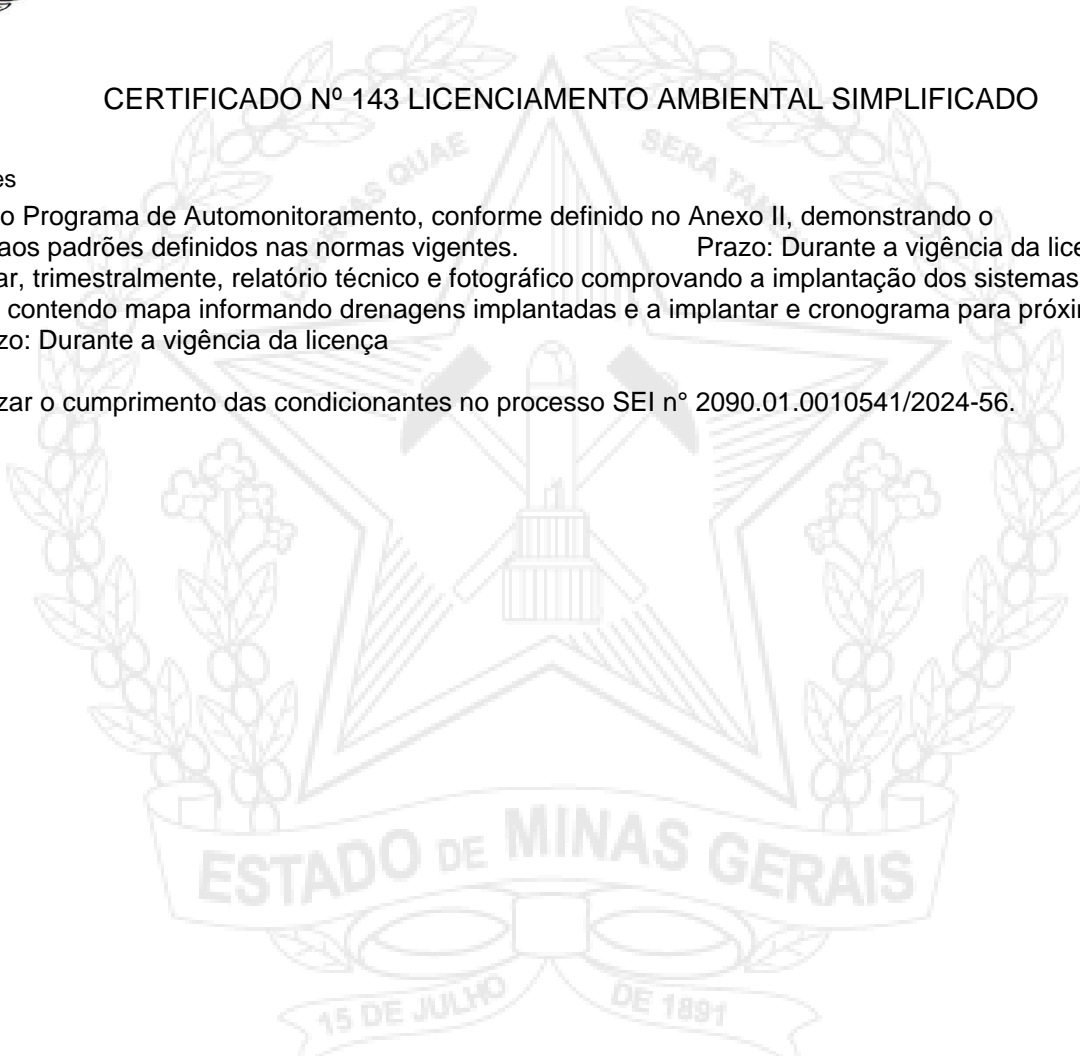 CERTIFICADO Nº 143 LICENCIAMENTO AMBIENTAL SIMPLIFICADO
es
o Programa de Automonitoramento, conforme definido no Anexo II, demonstrando o
aos padrões definidos nas normas vigentes. Prazo: Durante a vigência da lice
ar, trimestralmente, relatório técnico e fotográfico comprovando a implantação dos sistemas
contendo mapa informando drenagens implantadas e a implantar e cronograma para próxi
zo: Durante a vigência da licença
zar o cumprimento das condicionantes no processo SEI n° 2090.01.0010541/2024-56.
QUAE SERA TAM
ESTADO DE MINAS GERAIS
15 DE JULHO DE 1891